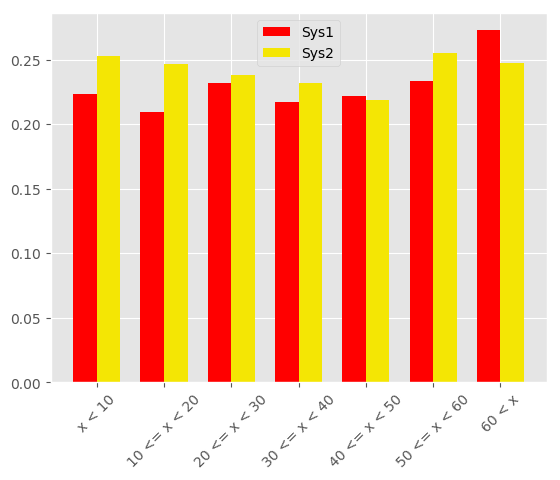 Sys1
Sys2
0.25
0.20
0.15
0.10
0.05
0.00
x < 10
10 <= x < 20
20 <= x < 30
30 <= x < 40
40 <= x < 50
50 <= x < 60
60 < x